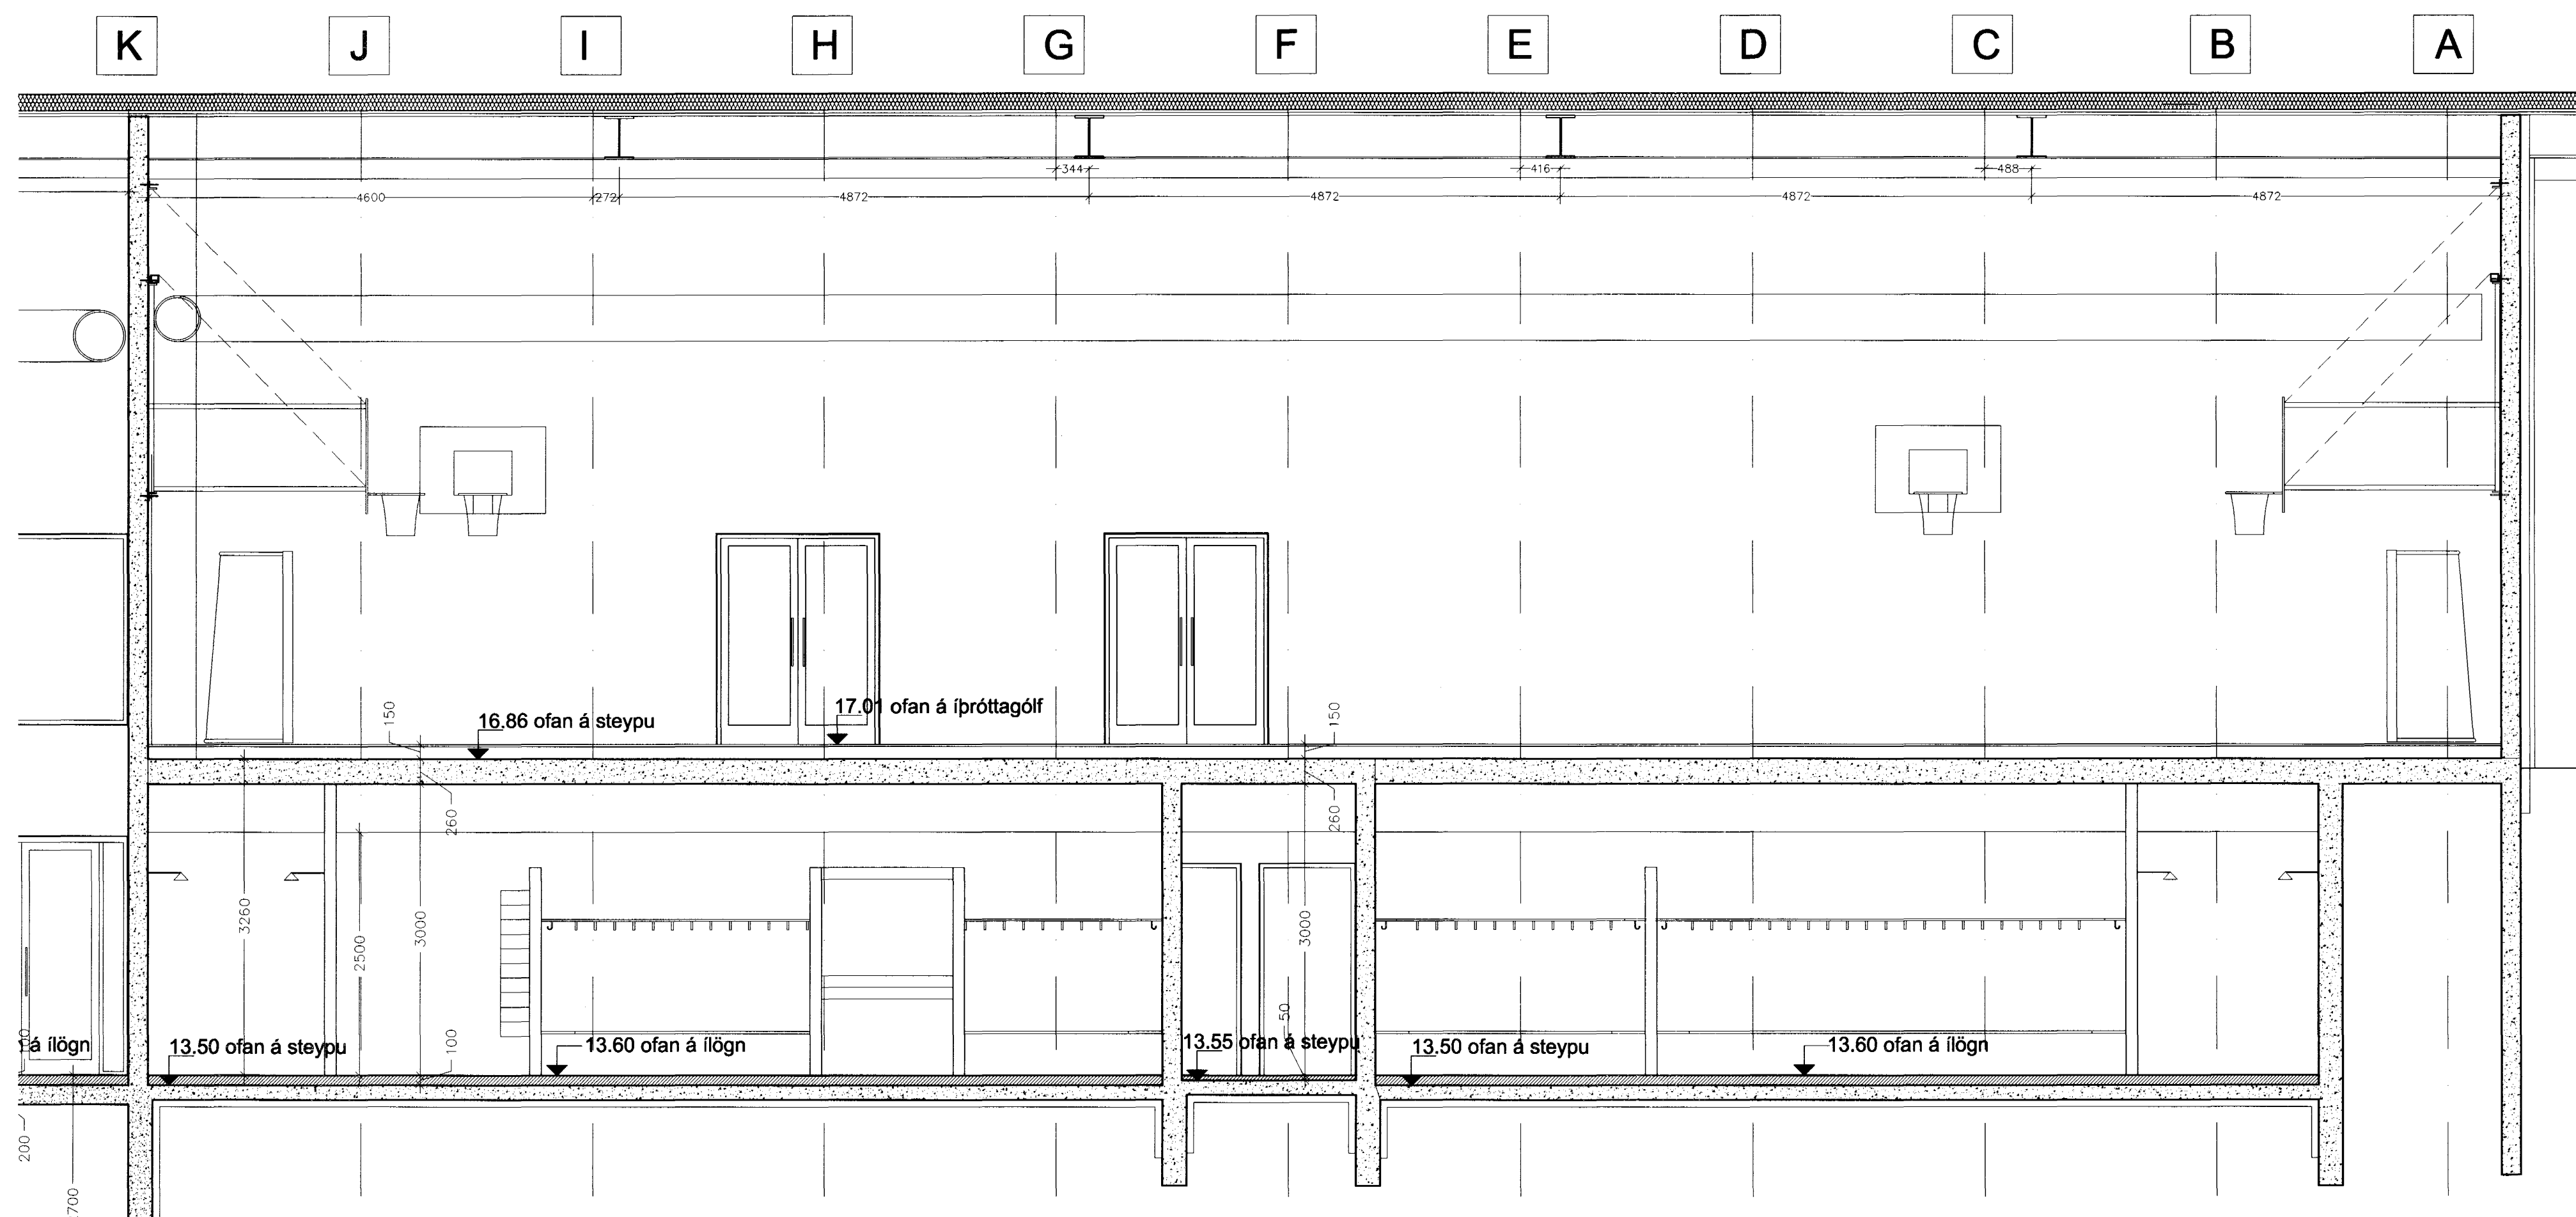 K J I H G F E D C B A
344 416 488
4600 272 4872 4872 4872 4872
150 16.86 ofan á steypu 17.01 ofan á íþróttagólf 150
260 260
3260 2500 3000 3000
100 50
á ílögn 13.50 ofan á steypu 13.60 ofan á ílögn 13.55 ofan á steypu 13.50 ofan á steypu 13.60 ofan á ílögn
200
700